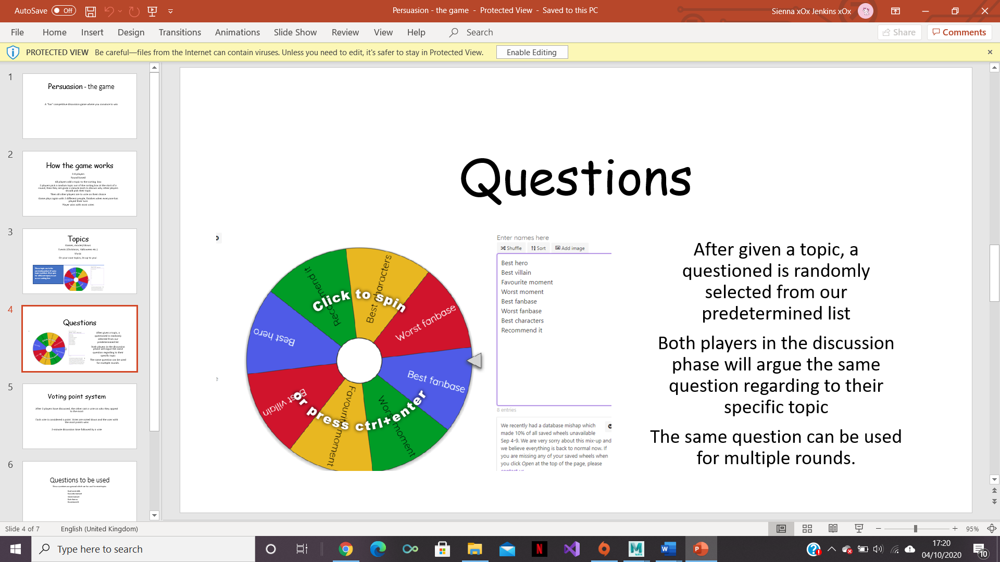 AutoSave Off
Persuasion - the game - Protected View - Saved to this PC
Sienna xOx Jenkins xOx
File Home Insert Design Transitions Animations Slide Show Review View Help Search
Share Comments
PROTECTED VIEW Be careful—files from the Internet can contain viruses. Unless you need to edit, it's safer to stay in Protected View. Enable Editing
1
Persuasion - the game
A "fun" competitive discussion game where you convince to win
2
How the game works
3-8 players
Round based
All players add a topic to the sorting box
2 players pick a random topic out of the sorting box at the start of a
round, then they are given a minute each to discuss why other players
should pick their topic
Then all other players are to vote on their choice
Game plays again with 2 different people, finishes when everyone has
played their turn
Player wins with most votes
3
Topics
Games, movies/shows
Events (Christmas, Halloween etc.)
Music
Or your own topics, its up to you!
4
Questions
After given a topic, a
questioned is randomly
selected from our
predetermined list
Both players in the discussion
phase will argue the same
question regarding to their
specific topic
The same question can be used
for multiple rounds.
5
Voting point system
After 2 players have discussed, the other cast a vote on who they appeal
to the most
Each vote is considered a point. Votes are noted down and the user with
the most points wins
2-minute discussion time followed by a vote
6
Questions to be used
Questions
Click to spin
or press ctrl+enter
Recommend it
Best characters
Worst fanbase
Best fanbase
Worst moment
Favourite moment
Best villain
Best hero
Enter names here
Shuffle Sort Add image
Best hero
Best villain
Favourite moment
Worst moment
Best fanbase
Worst fanbase
Best characters
Recommend it
8 entries
We recently had a database mishap which
made 10% of all saved wheels unavailable
Sep 4-9. We are very sorry about this mix-up and
we believe everything is back to normal now. If
you are missing any of your saved wheels when
you click Open at the top of the page, please
contact us
After given a topic, a
questioned is randomly
selected from our
predetermined list
Both players in the discussion
phase will argue the same
question regarding to their
specific topic
The same question can be used
for multiple rounds.
Slide 4 of 7 English (United Kingdom)
95%
Type here to search
17:20
04/10/2020
10